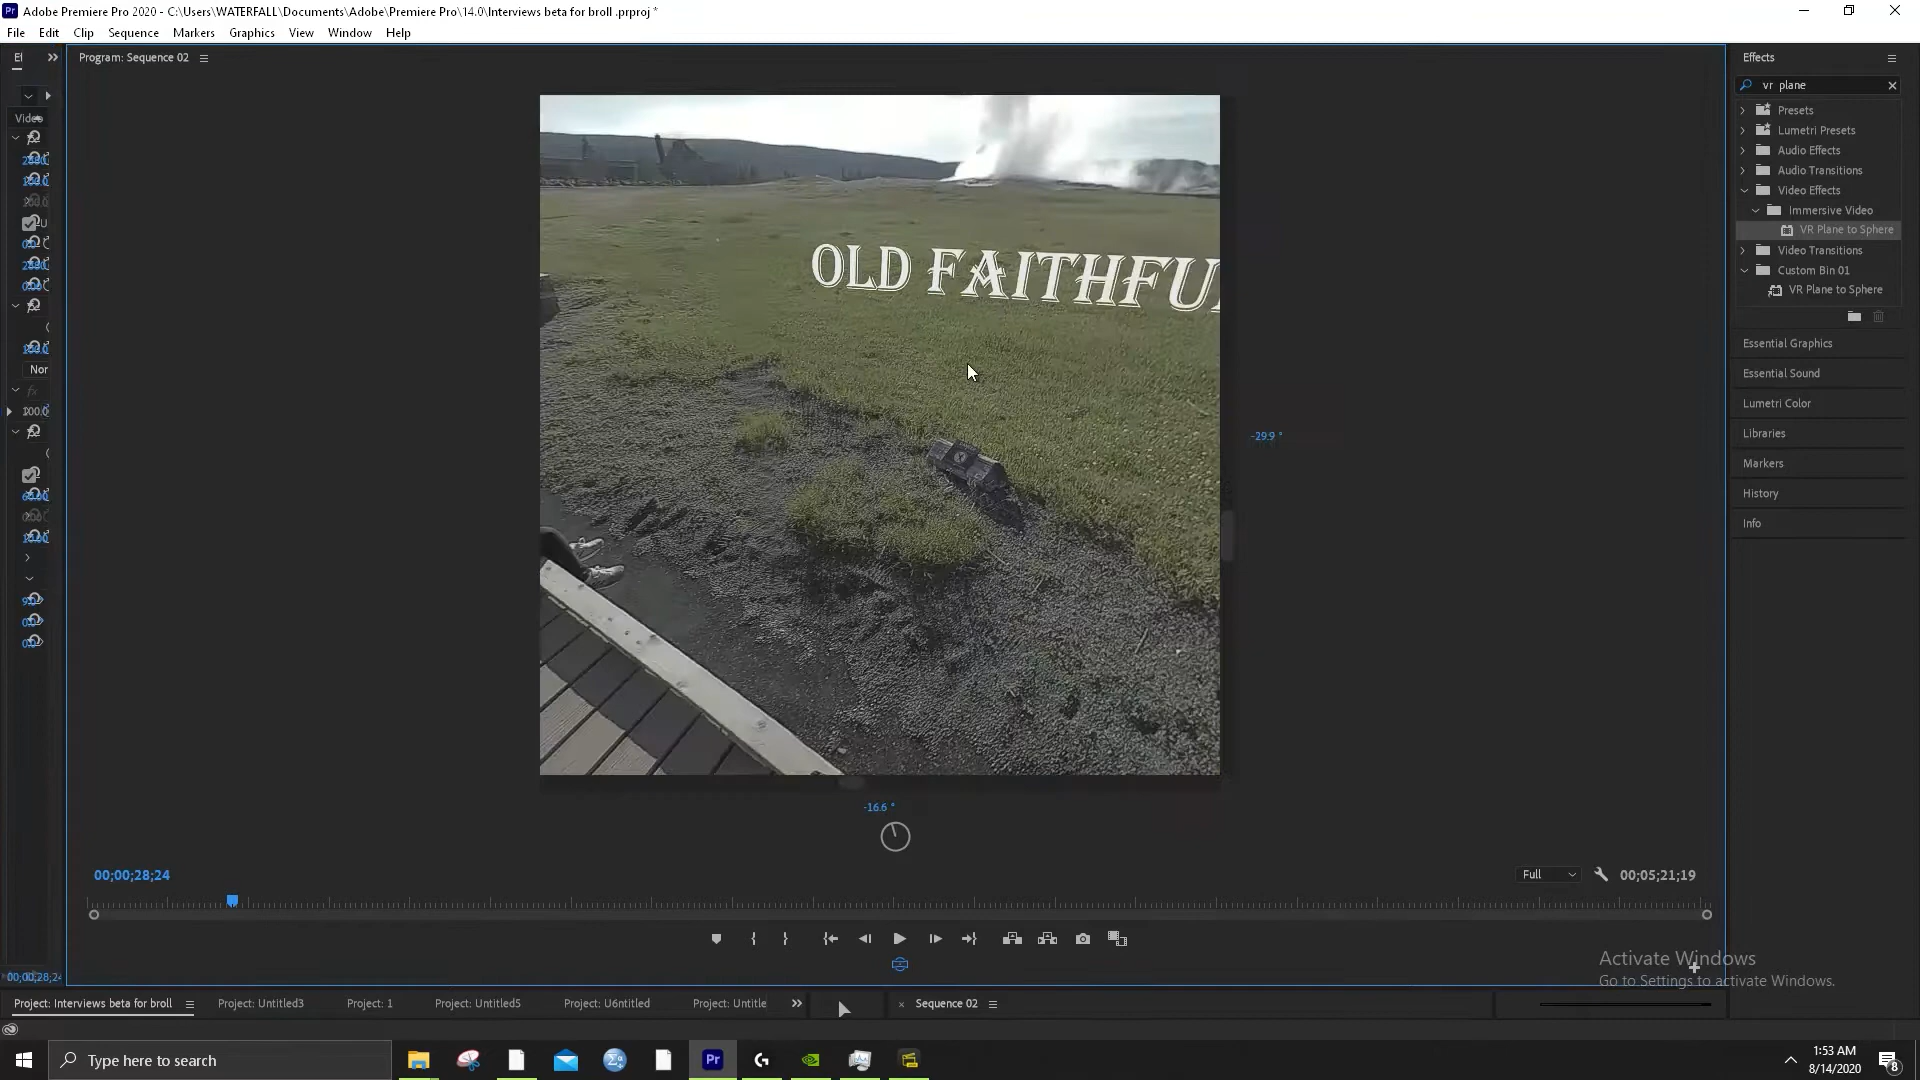 Pr Adobe Premiere Pro 2020 - C:\Users\WATERFALL\Documents\Adobe\Premiere Pro\14.0\Interviews beta for broll .prproj *
File Edit Clip Sequence Markers Graphics View Window Help
Program: Sequence 02
Effects
vr plane
Presets
Lumetri Presets
Audio Effects
Audio Transitions
Video Effects
Immersive Video
VR Plane to Sphere
Video Transitions
Custom Bin 01
VR Plane to Sphere
Essential Graphics
Essential Sound
Lumetri Color
Libraries
Markers
History
Info
Video
Nor
OLD FAITHFU
-29.9 °
-16.6 °
00;00;28;24
Full
00;05;21;19
Activate Windows
Go to Settings to activate Windows.
Project: Interviews beta for broll
Project: Untitled3
Project: 1
Project: Untitled5
Project: U6ntitled
Project: Untitle
Sequence 02
Type here to search
Pr
1:53 AM
8/14/2020
8